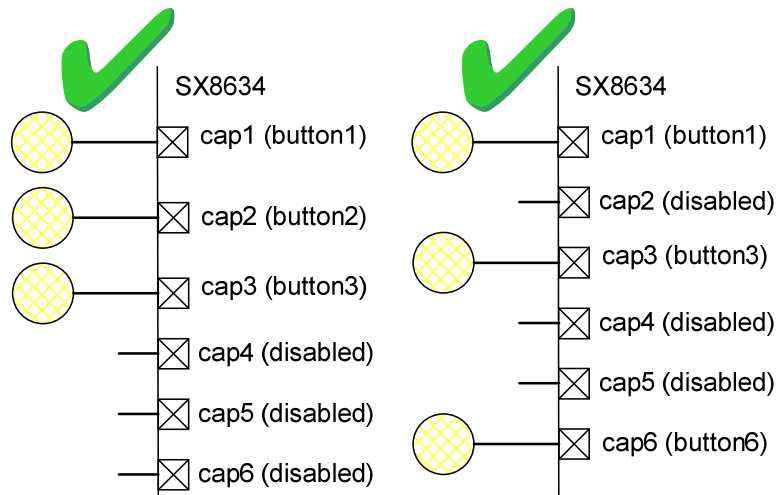 SX8634
cap1 (button1)
cap2 (button2)
cap3 (button3)
cap4 (disabled)
cap5 (disabled)
cap6 (disabled)
SX8634
cap1 (button1)
cap2 (disabled)
cap3 (button3)
cap4 (disabled)
cap5 (disabled)
cap6 (button6)